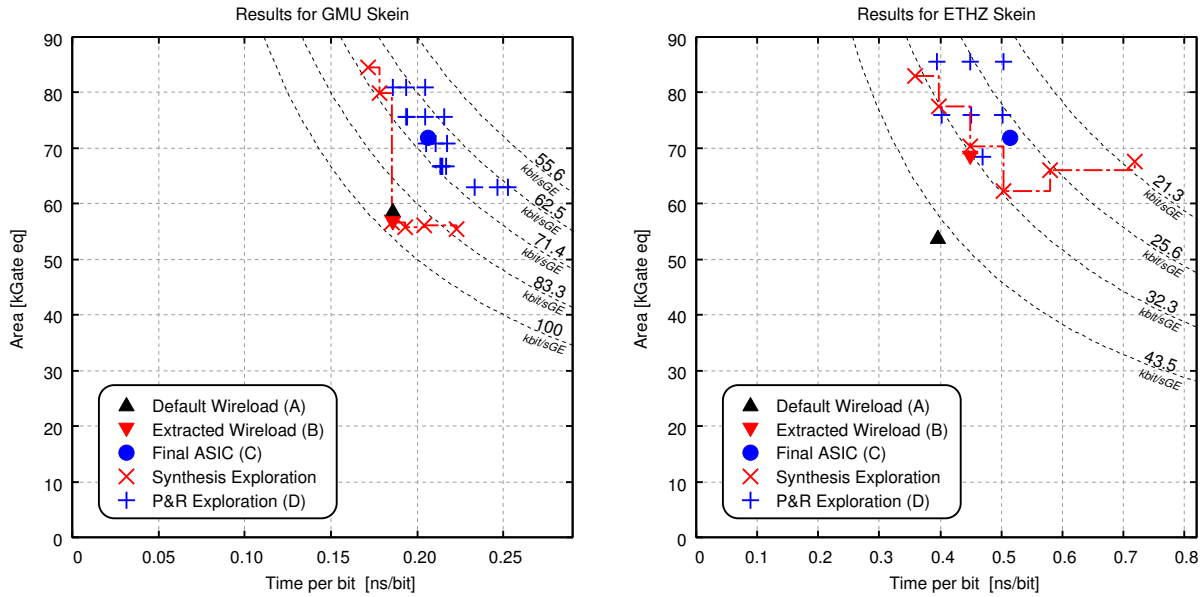 Results for GMU Skein
Area [kGate eq]
90
80
70
60
50
40
30
20
10
0
55.6
kbit/sGE
62.5
kbit/sGE
71.4
kbit/sGE
83.3
kbit/sGE
100
kbit/sGE
Default Wireload (A)
Extracted Wireload (B)
Final ASIC (C)
Synthesis Exploration
P&R Exploration (D)
0 0.05 0.10 0.15 0.20 0.25
Time per bit [ns/bit]
Results for ETHZ Skein
Area [kGate eq]
90
80
70
60
50
40
30
20
10
0
21.3
kbit/sGE
25.6
kbit/sGE
32.3
kbit/sGE
43.5
kbit/sGE
Default Wireload (A)
Extracted Wireload (B)
Final ASIC (C)
Synthesis Exploration
P&R Exploration (D)
0 0.1 0.2 0.3 0.4 0.5 0.6 0.7 0.8
Time per bit [ns/bit]